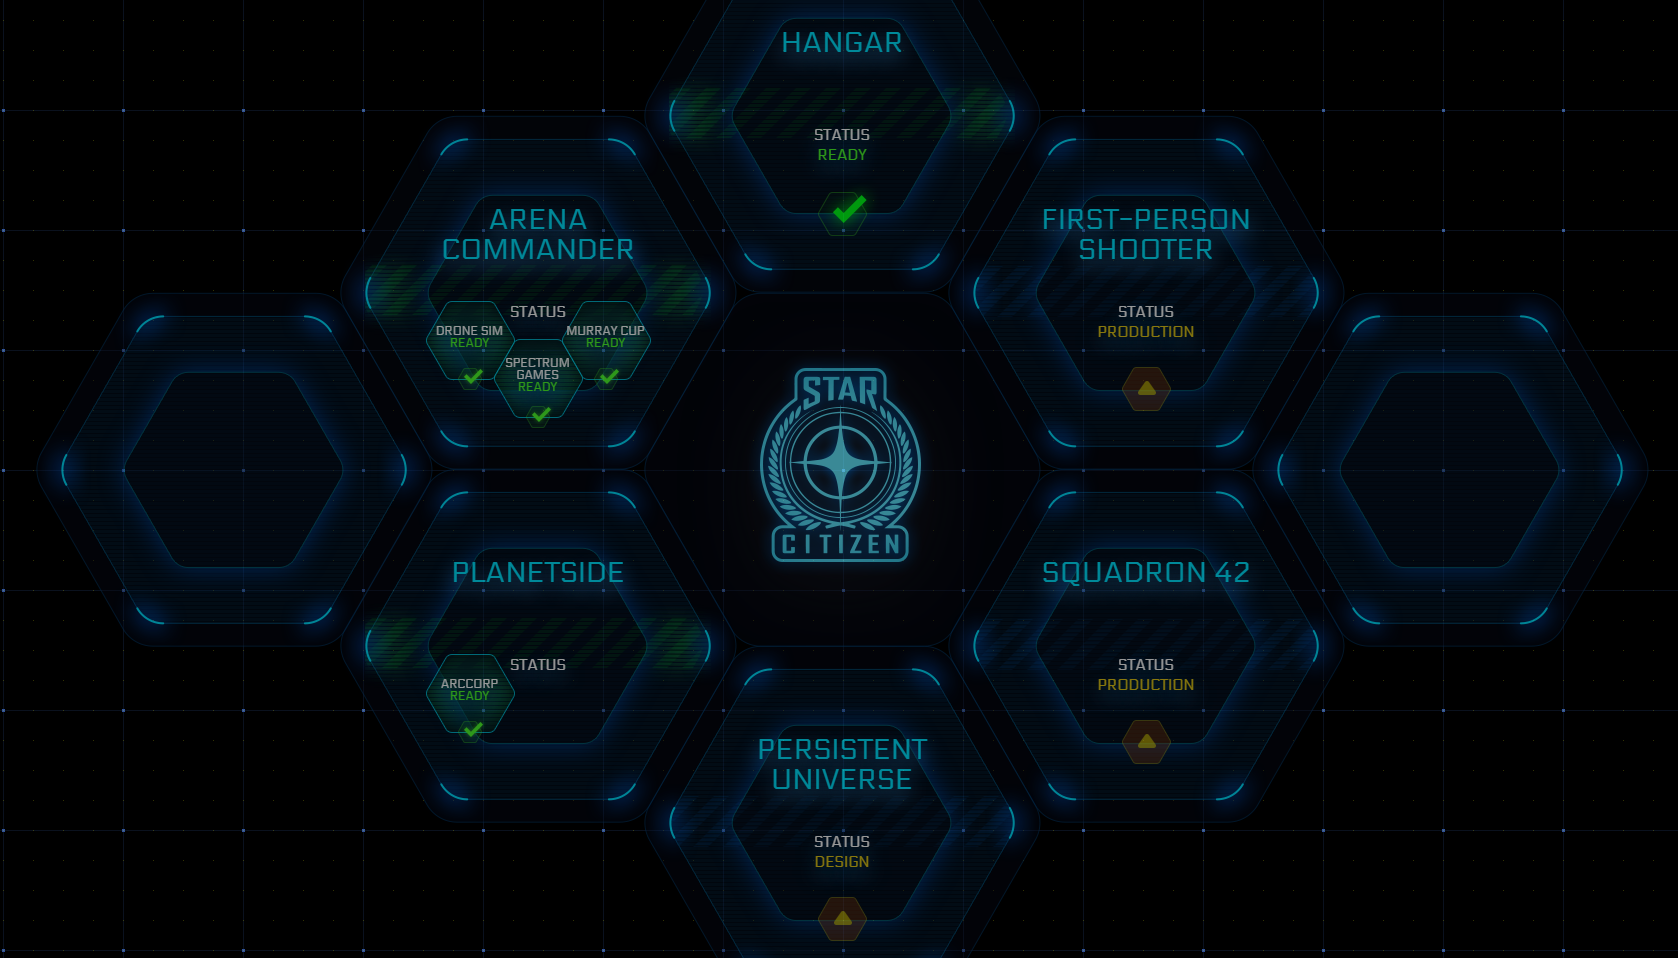 HANGAR
STATUS
READY
ARENA
COMMANDER
STATUS
DRONE SIM
READY
MURRAY CUP
READY
SPECTRUM
GAMES
READY
FIRST-PERSON
SHOOTER
STATUS
PRODUCTION
STAR
CITIZEN
PLANETSIDE
STATUS
ARCCORP
READY
SQUADRON 42
STATUS
PRODUCTION
PERSISTENT
UNIVERSE
STATUS
DESIGN